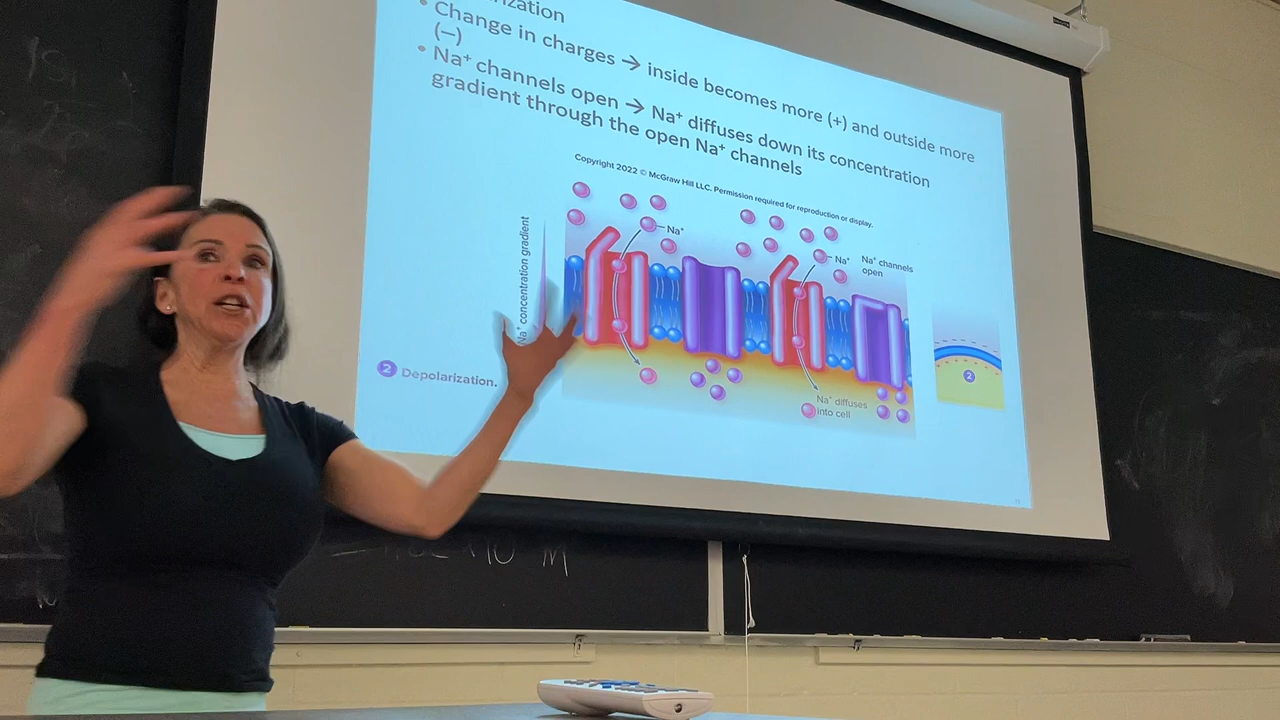 ization
• Change in charges → inside becomes more (+) and outside more
(–)
• Na⁺ channels open → Na⁺ diffuses down its concentration
gradient through the open Na⁺ channels
Copyright 2022 © McGraw Hill LLC. Permission required for reproduction or display.
Na⁺
Na⁺
Na⁺ channels
open
Na⁺ concentration gradient
2 Depolarization.
2
Na⁺ diffuses
into cell
M